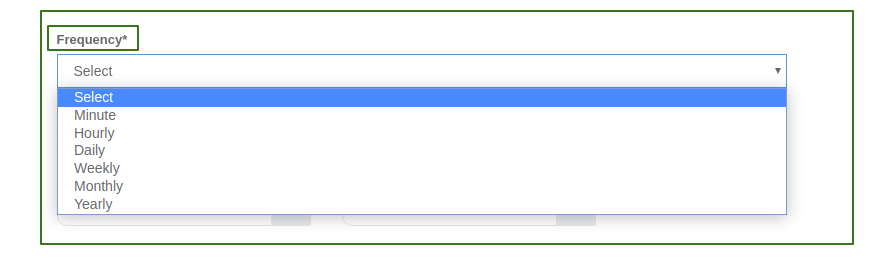 Frequency*
Select
Select
Minute
Hourly
Daily
Weekly
Monthly
Yearly